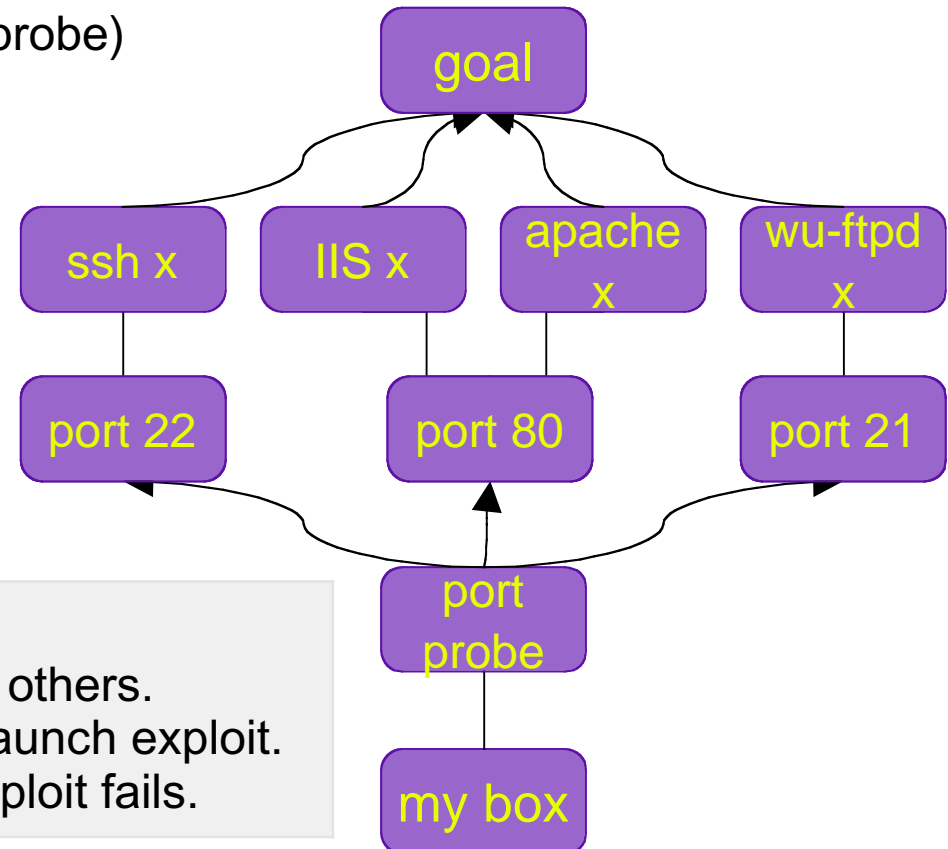 probe)
goal
ssh x
IIS x
apache
x
wu-ftpd
x
port 22
port 80
port 21
port
probe
others.
launch exploit.
ploit fails.
my box